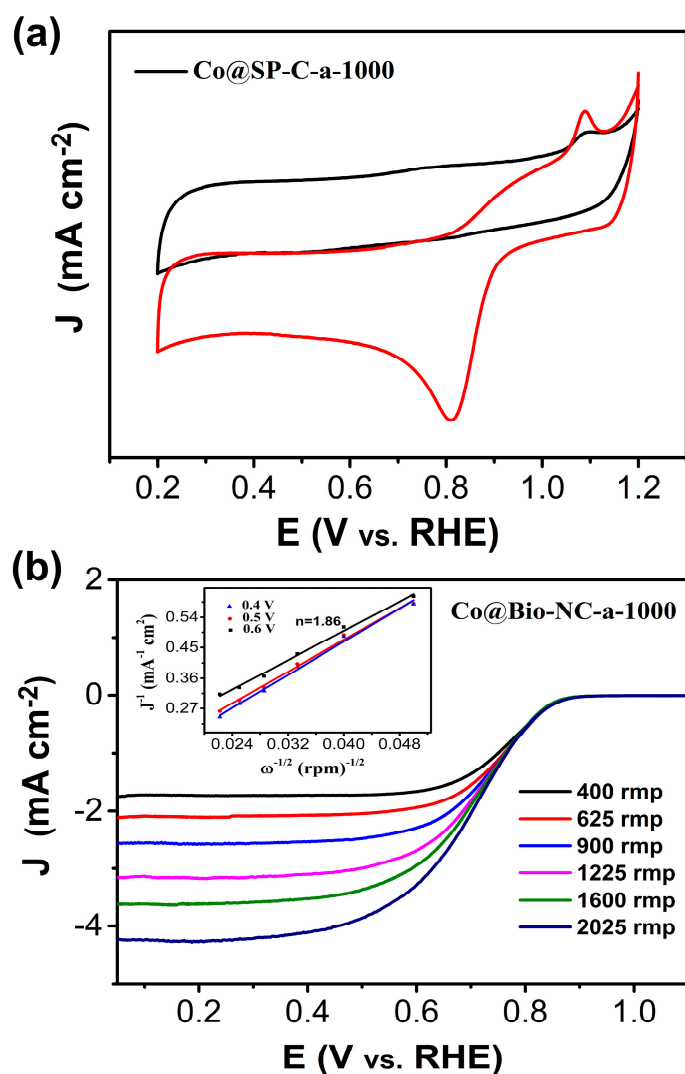 (a)
Co@SP-C-a-1000
J (mA cm-2)
0.2 0.4 0.6 0.8 1.0 1.2
E (V vs. RHE)
(b)
2
0
-2
-4
J (mA cm-2)
Co@Bio-NC-a-1000
0.4 V
0.5 V
0.6 V
n=1.86
0.54
0.45
0.36
0.27
J-1 (mA-1 cm2)
0.024 0.032 0.040 0.048
ω-1/2 (rpm)-1/2
400 rmp
625 rmp
900 rmp
1225 rmp
1600 rmp
2025 rmp
0.2 0.4 0.6 0.8 1.0
E (V vs. RHE)